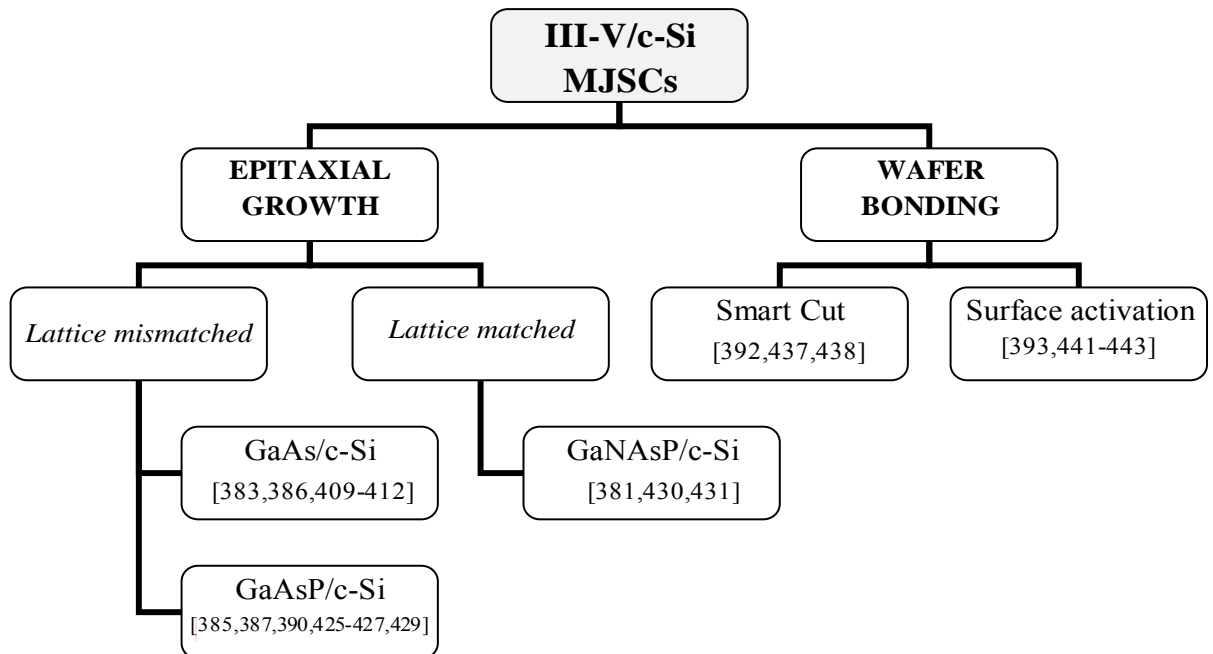 III-V/c-Si
MJSCs
EPITAXIAL
GROWTH
WAFER
BONDING
Lattice mismatched
Lattice matched
Smart Cut
[392,437,438]
Surface activation
[393,441-443]
GaAs/c-Si
[383,386,409-412]
GaNAsP/c-Si
[381,430,431]
GaAsP/c-Si
[385,387,390,425-427,429]